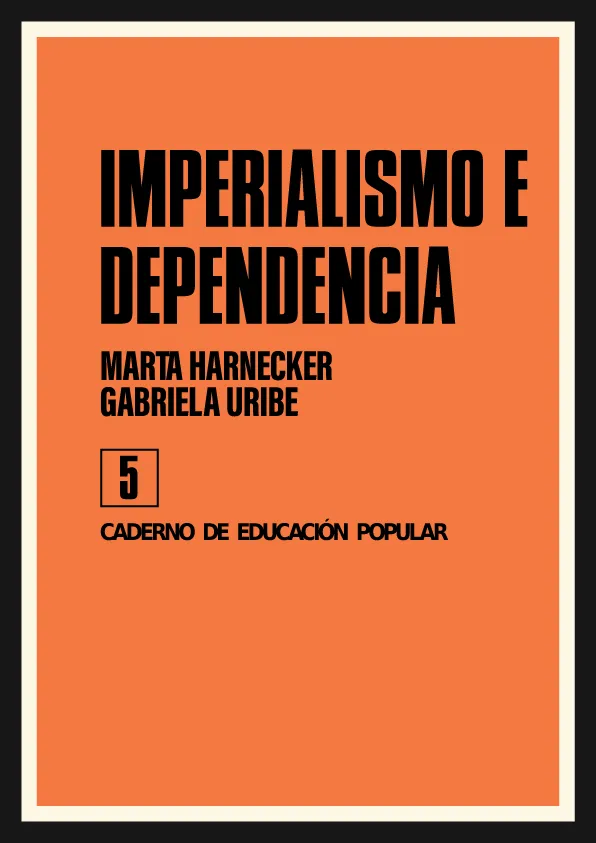 IMPERIALISMO E
DEPENDENCIA
MARTA HARNECKER
GABRIELA URIBE
5
CADERNO DE EDUCACIÓN POPULAR